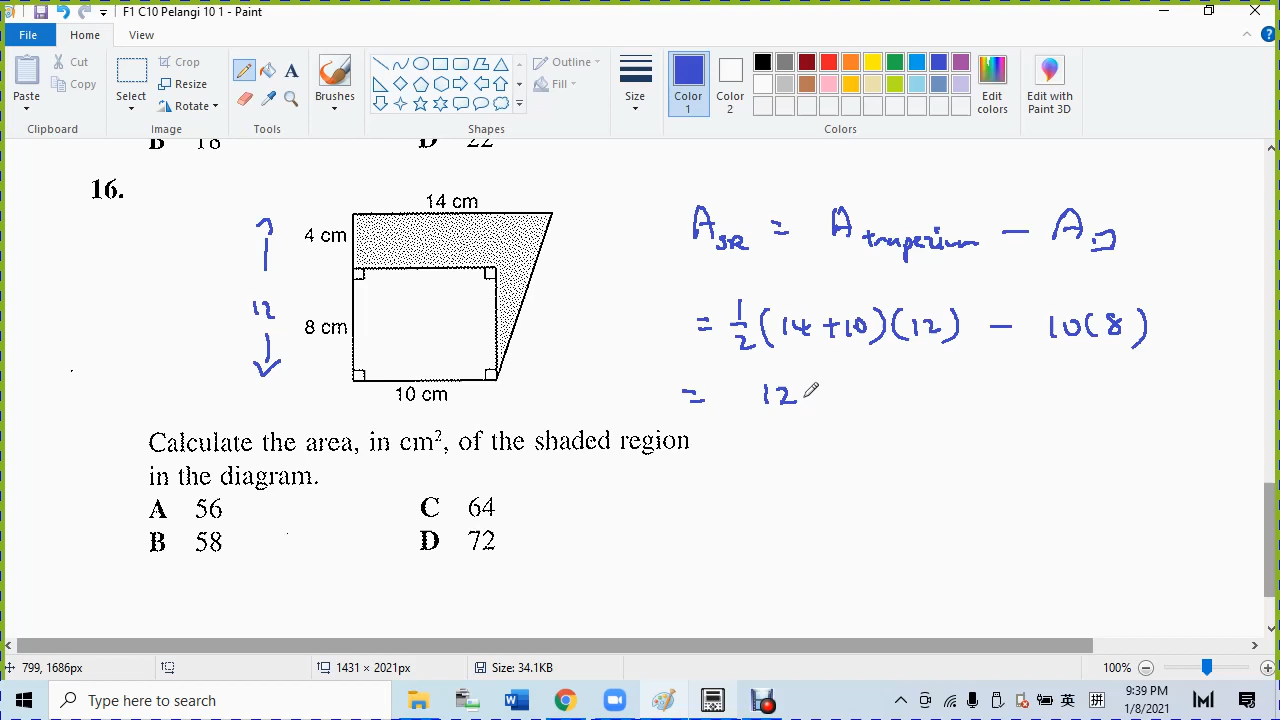 F1 C10 Pelangi 10 1 - Paint
File Home View
Paste Cut Copy Clipboard
Select Crop Resize Rotate Image
Tools
Brushes
Outline Fill Shapes
Size
Color 1
Color 2
Edit colors
Colors
Edit with Paint 3D
B 18 D 22
16.
14 cm
4 cm
12
8 cm
10 cm
A SR = A trapezium - A □
= 1/2 (14 + 10)(12) - 10(8)
= 12
Calculate the area, in cm², of the shaded region
in the diagram.
A 56 C 64
B 58 D 72
799, 1686px 1431 × 2021px Size: 34.1KB 100%
Type here to search
英
拼
9:39 PM
1/8/2021